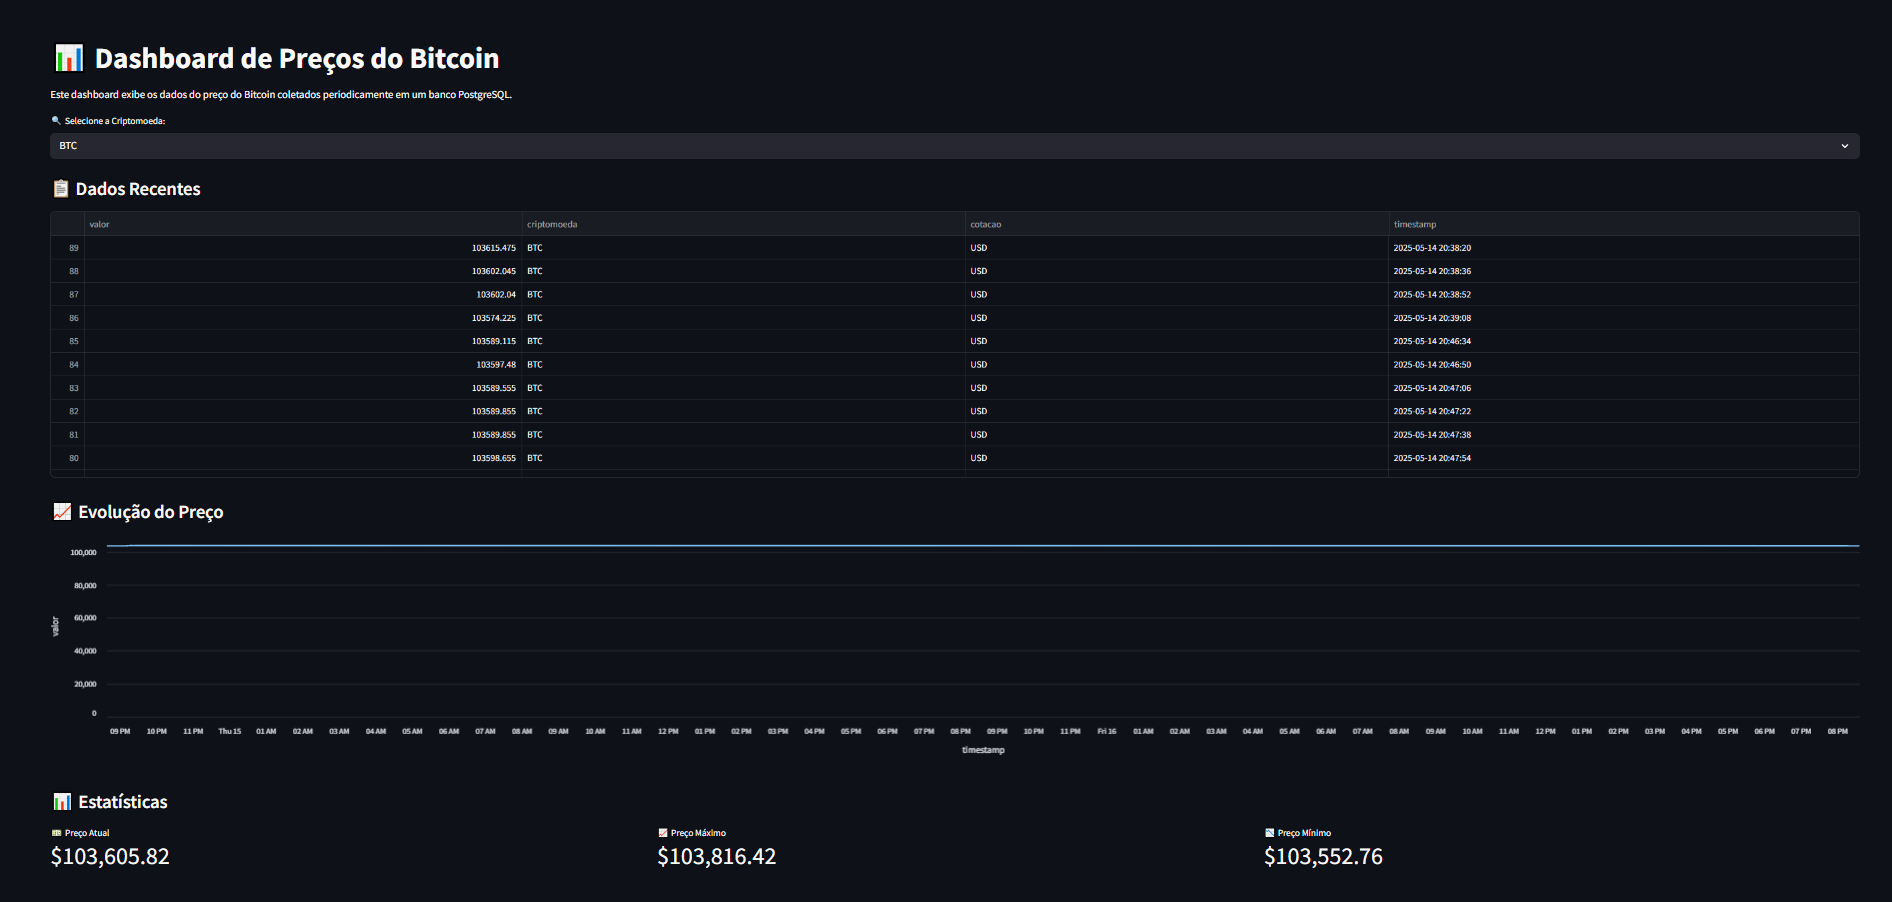 Dashboard de Preços do Bitcoin
Este dashboard exibe os dados do preço do Bitcoin coletados periodicamente em um banco PostgreSQL.
Selecione a Criptomoeda:
BTC
Dados Recentes
valor criptomoeda cotacao timestamp
89 103615.475 BTC USD 2025-05-14 20:38:20
88 103602.045 BTC USD 2025-05-14 20:38:36
87 103602.04 BTC USD 2025-05-14 20:38:52
86 103574.225 BTC USD 2025-05-14 20:39:08
85 103589.115 BTC USD 2025-05-14 20:46:34
84 103597.48 BTC USD 2025-05-14 20:46:50
83 103589.555 BTC USD 2025-05-14 20:47:06
82 103589.855 BTC USD 2025-05-14 20:47:22
81 103589.855 BTC USD 2025-05-14 20:47:38
80 103598.655 BTC USD 2025-05-14 20:47:54
Evolução do Preço
100,000
80,000
60,000
40,000
20,000
0
valor
09 PM 10 PM 11 PM Thu 15 01 AM 02 AM 03 AM 04 AM 05 AM 06 AM 07 AM 08 AM 09 AM 10 AM 11 AM 12 PM 01 PM 02 PM 03 PM 04 PM 05 PM 06 PM 07 PM 08 PM 09 PM 10 PM 11 PM Fri 16 01 AM 02 AM 03 AM 04 AM 05 AM 06 AM 07 AM 08 AM 09 AM 10 AM 11 AM 12 PM 01 PM 02 PM 03 PM 04 PM 05 PM 06 PM 07 PM 08 PM
timestamp
Estatísticas
Preço Atual Preço Máximo Preço Mínimo
$103,605.82 $103,816.42 $103,552.76